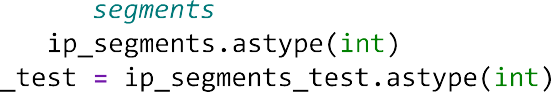 segments
ip_segments.astype(int)
_test = ip_segments_test.astype(int)